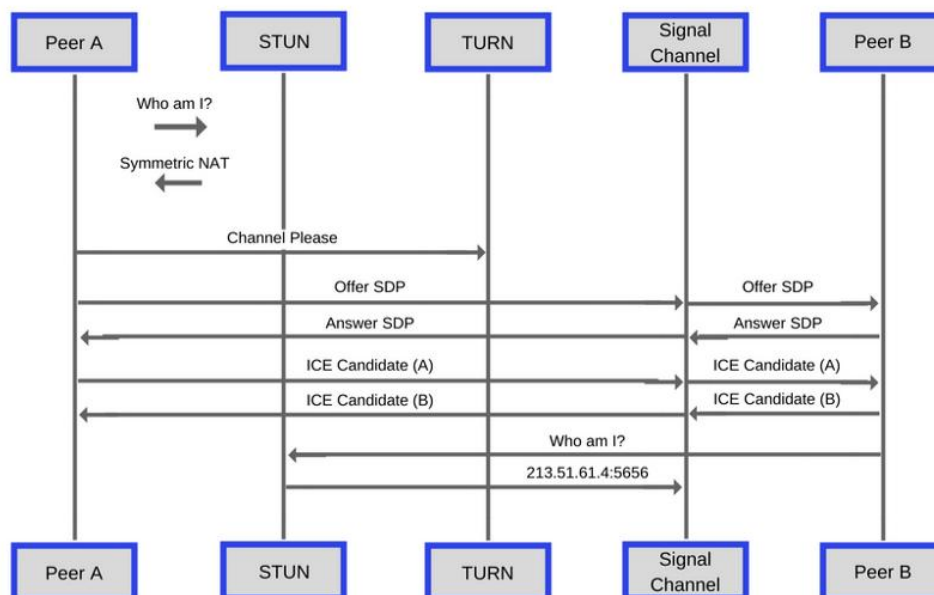 Peer A
STUN
TURN
Signal
Channel
Peer B
Who am I?
Symmetric NAT
Channel Please
Offer SDP
Offer SDP
Answer SDP
Answer SDP
ICE Candidate (A)
ICE Candidate (A)
ICE Candidate (B)
ICE Candidate (B)
Who am I?
213.51.61.4:5656
Peer A
STUN
TURN
Signal
Channel
Peer B